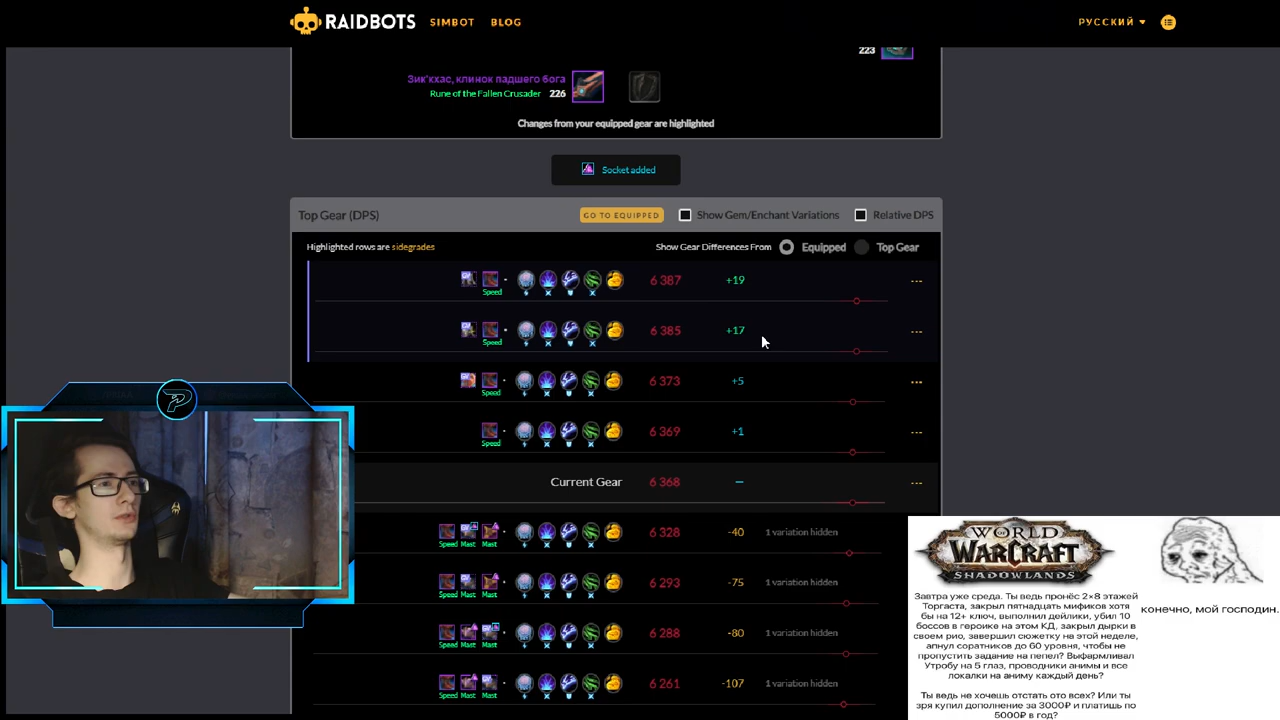 RAIDBOTS SIMBOT BLOG РУССКИЙ
223
Зик'кхас, клинок падшего бога
Rune of the Fallen Crusader 226
Changes from your equipped gear are highlighted
Socket added
Top Gear (DPS) GO TO EQUIPPED Show Gem/Enchant Variations Relative DPS
Highlighted rows are sidegrades Show Gear Differences From Equipped Top Gear
6 387 +19 ---
Speed
6 385 +17 ---
Speed
6 373 +5 ---
Speed
6 369 +1 ---
Speed
Current Gear 6 368 — ---
6 328 -40 1 variation hidden
Speed Mast Mast
6 293 -75 1 variation hidden
Speed Mast Mast
6 288 -80 1 variation hidden
Speed Mast Mast
6 261 -107 1 variation hidden
Speed Mast Mast
WORLD
OF
WARCRAFT
SHADOWLANDS
Завтра уже среда. Ты ведь пронёс 2×8 этажей
Торгаста, закрыл пятнадцать мификов хотя
бы на 12+ ключ, выполнил дейлики, убил 10
боссов в героике на этом КД, закрыл дырки в
своем рио, завершил сюжетку на этой неделе,
апнул соратников до 60 уровня, чтобы не
пропустить задание на пепел? Выфармливал
Утробу на 5 глаз, проводники анимы и все
локалки на аниму каждый день?
Ты ведь не хочешь отстать ото всех? Или ты
зря купил дополнение за 3000₽ и платишь по
5000₽ в год?
конечно, мой господин.